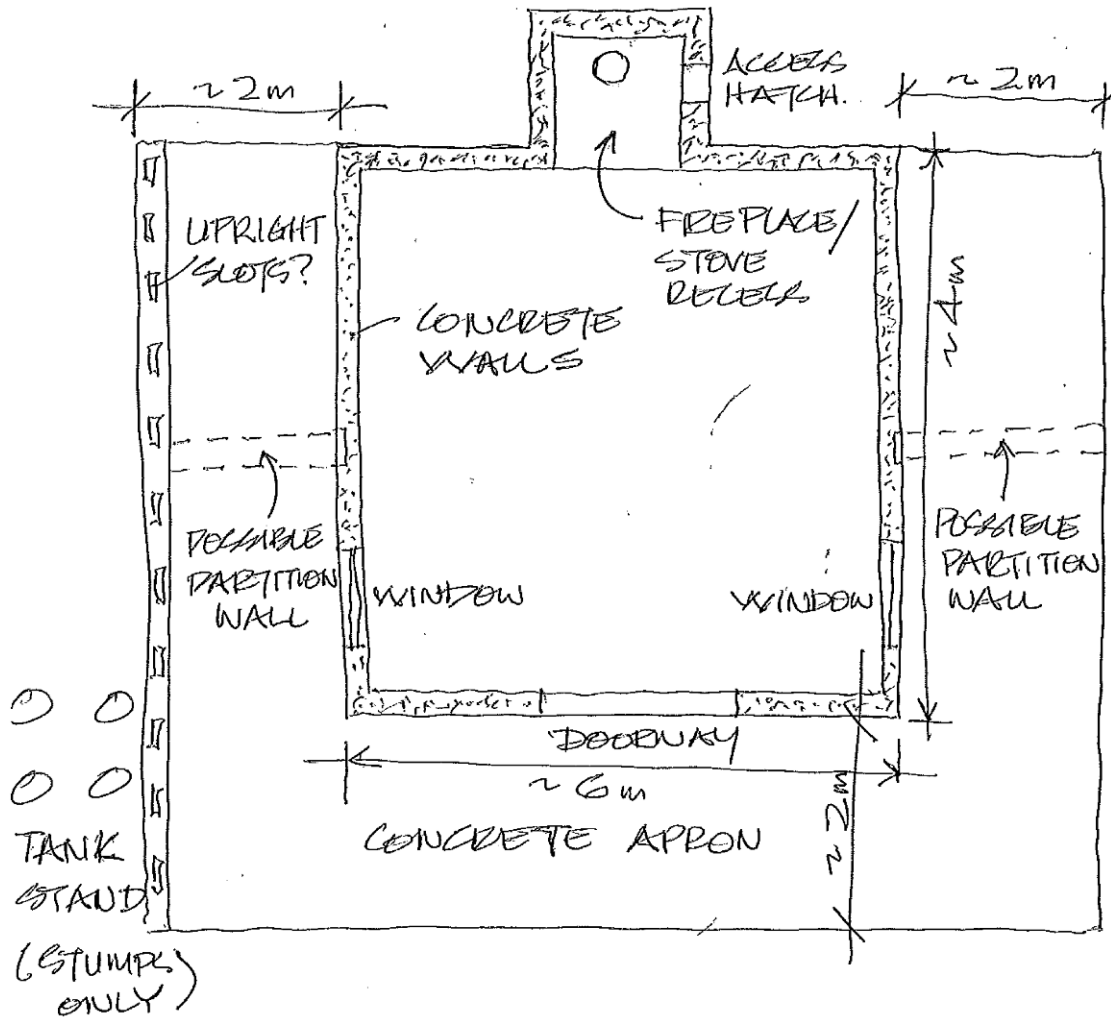 ~ 2m
ACCESS
HATCH.
~ 2m
UPRIGHT
SLOTS?
FIREPLACE/
STOVE
RECESS
CONCRETE
WALLS
~ 4m
POSSIBLE
PARTITION
WALL
WINDOW
WINDOW
POSSIBLE
PARTITION
WALL
DOORWAY
~ 6m
~ 2m
CONCRETE APRON
TANK
STAND
(STUMPS
ONLY)